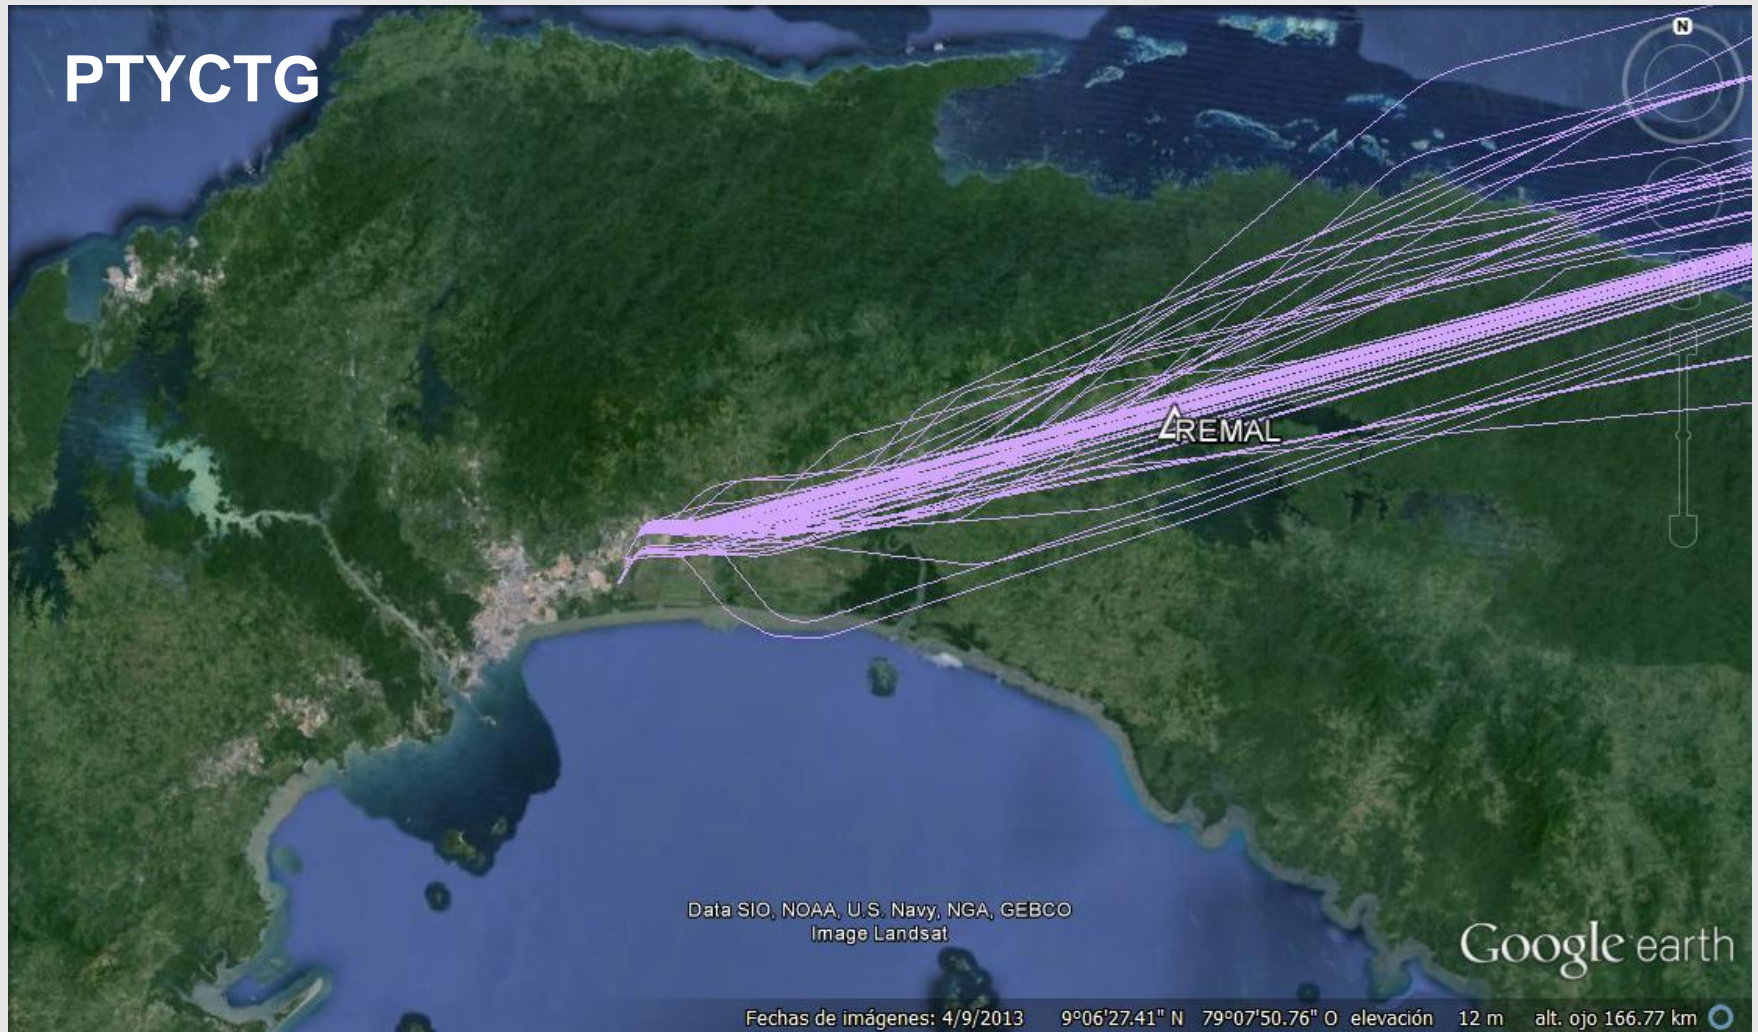 PTYCTG
N
REMAL
Data SIO, NOAA, U.S. Navy, NGA, GEBCO
Image Landsat
Google earth
Fechas de imágenes: 4/9/2013 9°06'27.41" N 79°07'50.76" O elevación 12 m alt. ojo 166.77 km